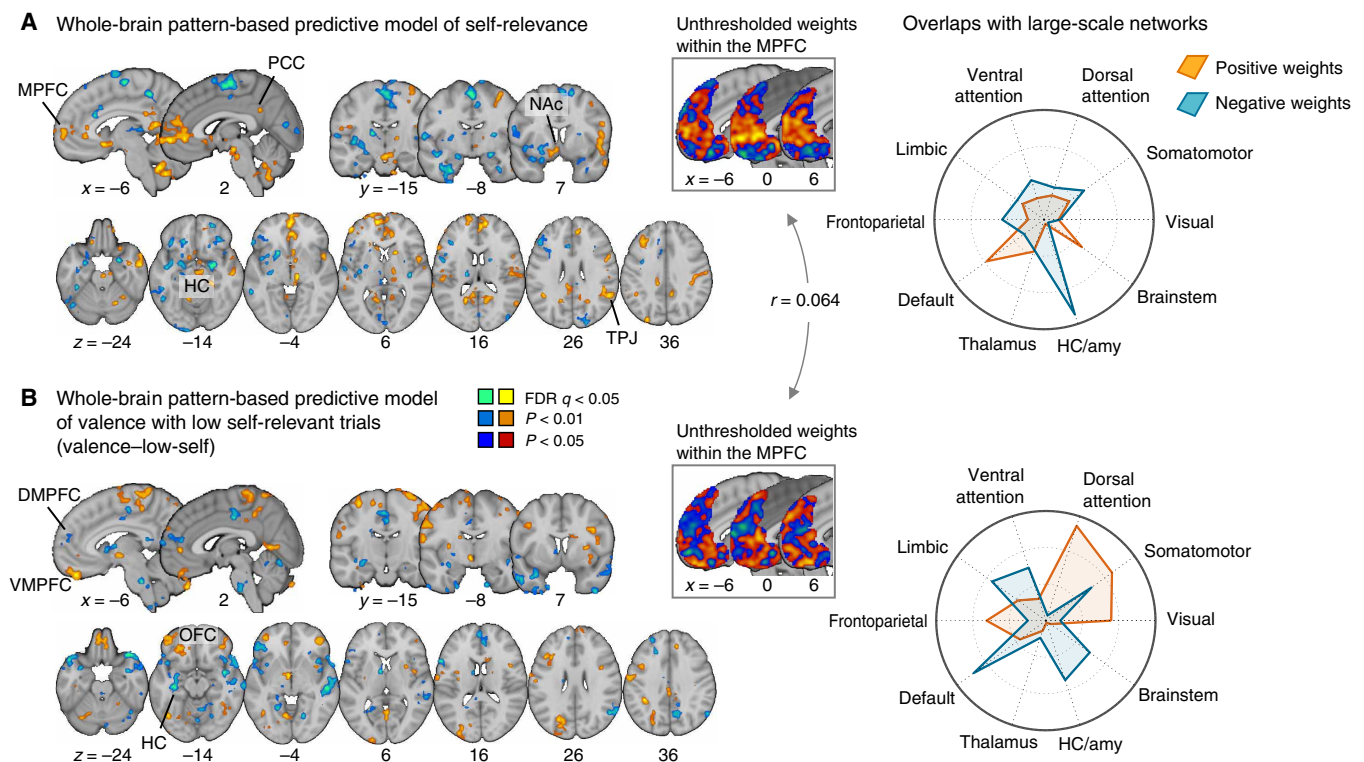 A Whole-brain pattern-based predictive model of self-relevance
Unthresholded weights
within the MPFC
Overlaps with large-scale networks
MPFC
PCC
NAc
x = –6
2
y = –15
–8
7
x = –6
0
6
HC
TPJ
z = –24
–14
–4
6
16
26
36
r = 0.064
Positive weights
Negative weights
Ventral
attention
Dorsal
attention
Limbic
Somatomotor
Frontoparietal
Visual
Default
Brainstem
Thalamus
HC/amy
B Whole-brain pattern-based predictive model
of valence with low self-relevant trials
(valence–low-self)
FDR q < 0.05
P < 0.01
P < 0.05
Unthresholded weights
within the MPFC
DMPFC
VMPFC
x = –6
2
y = –15
–8
7
x = –6
0
6
OFC
HC
z = –24
–14
–4
6
16
26
36
Ventral
attention
Dorsal
attention
Limbic
Somatomotor
Frontoparietal
Visual
Default
Brainstem
Thalamus
HC/amy